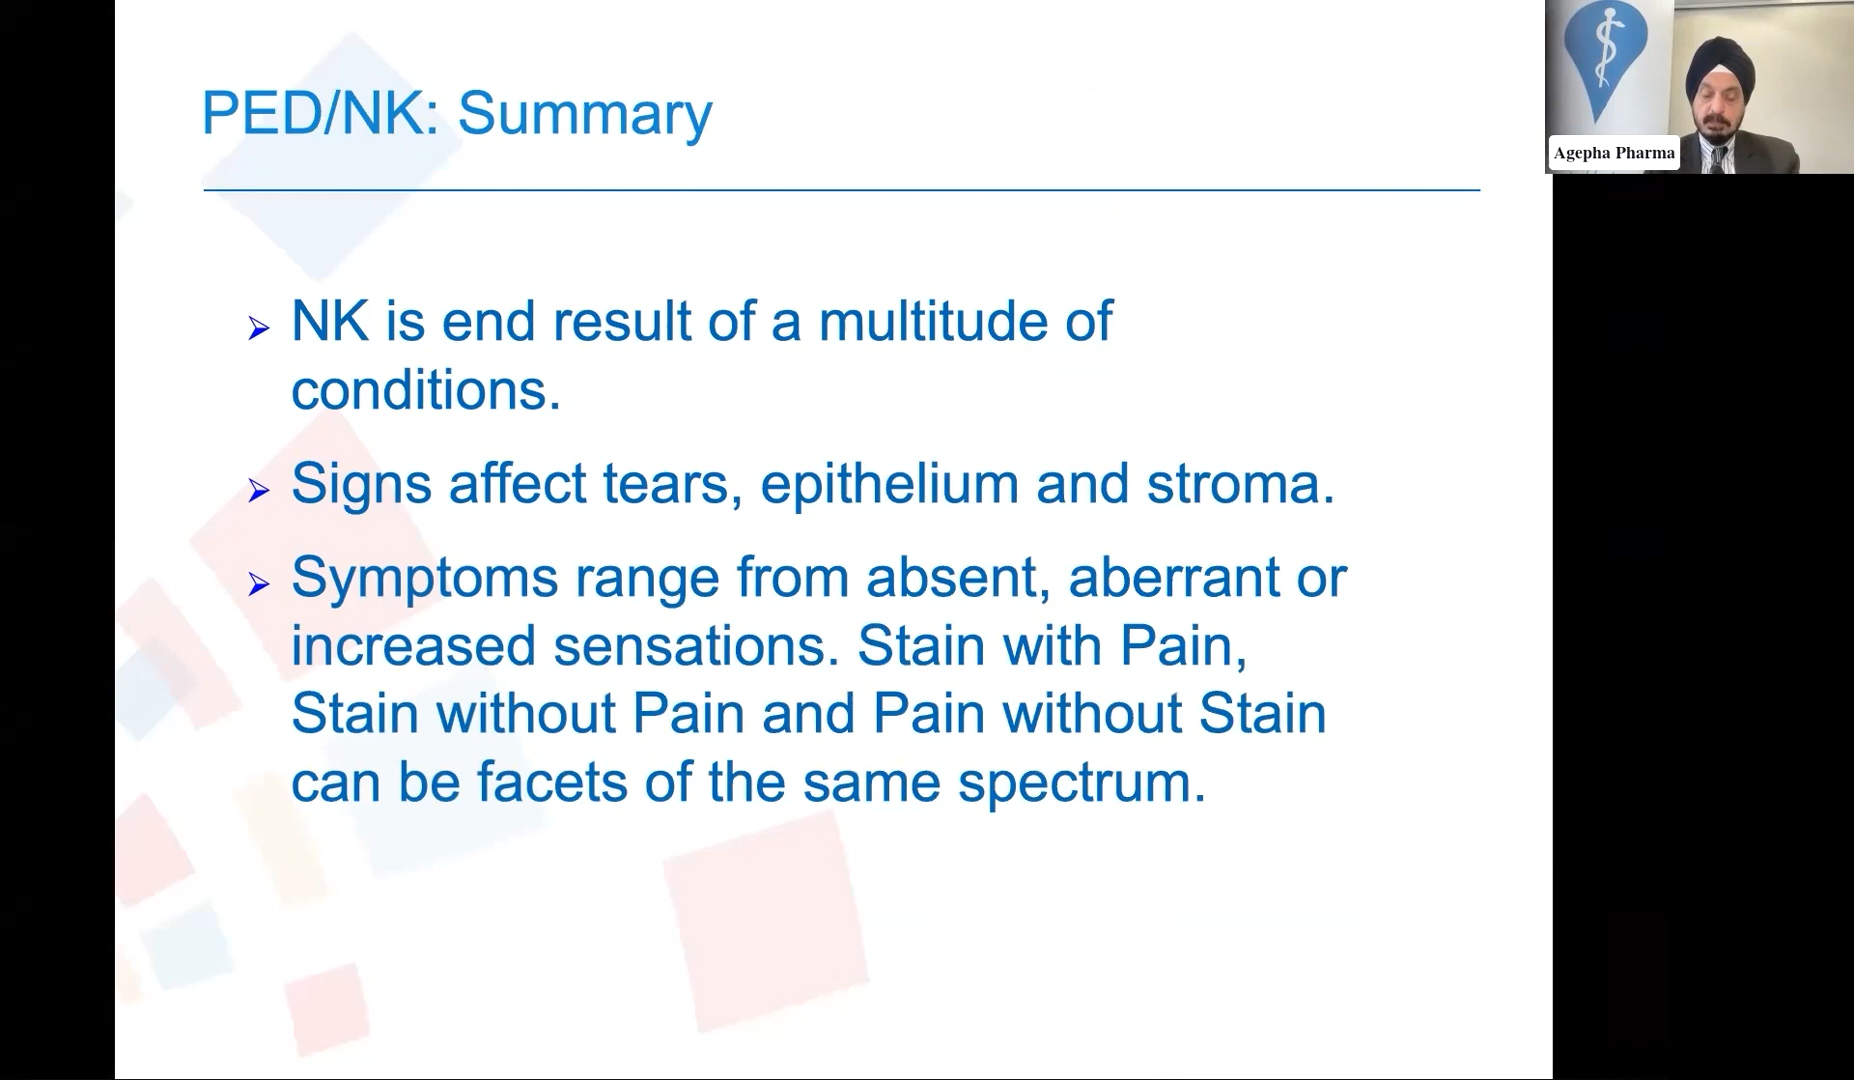 PED/NK: Summary
Agepha Pharma
NK is end result of a multitude of
conditions.
Signs affect tears, epithelium and stroma.
Symptoms range from absent, aberrant or
increased sensations. Stain with Pain,
Stain without Pain and Pain without Stain
can be facets of the same spectrum.